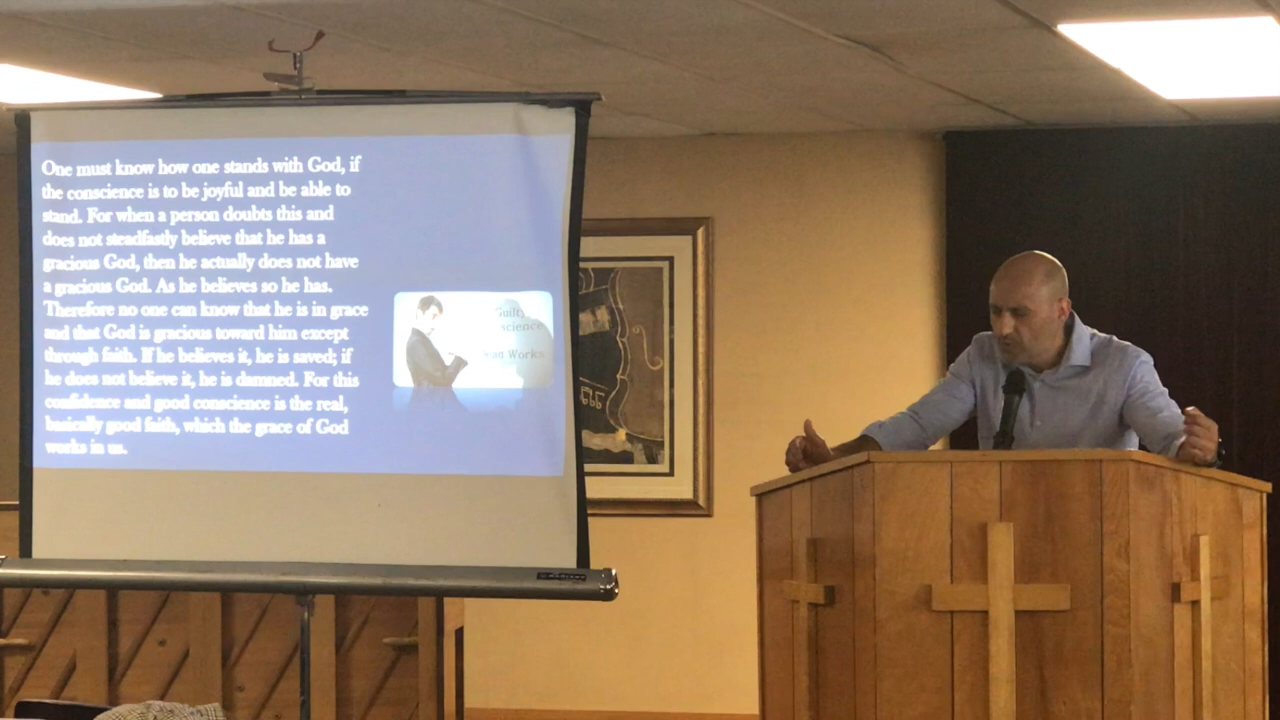 One must know how one stands with God, if
the conscience is to be joyful and be able to
stand. For when a person doubts this and
does not steadfastly believe that he has a
gracious God, then he actually does not have
a gracious God. As he believes so he has.
Therefore no one can know that he is in grace
and that God is gracious toward him except
through faith. If he believes it, he is saved; if
he does not believe it, he is damned. For this
confidence and good conscience is the real,
basically good faith, which the grace of God
works in us.
Guilty
science
ead Works